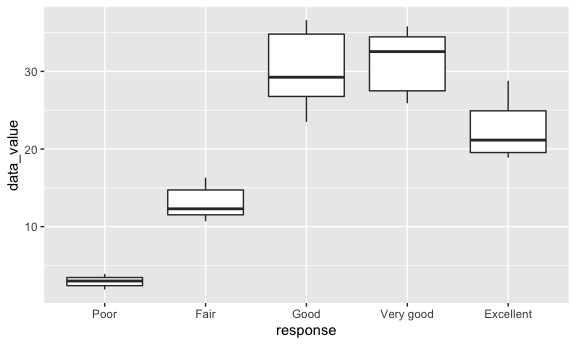 data_value
30
20
10
Poor Fair Good Very good Excellent
response